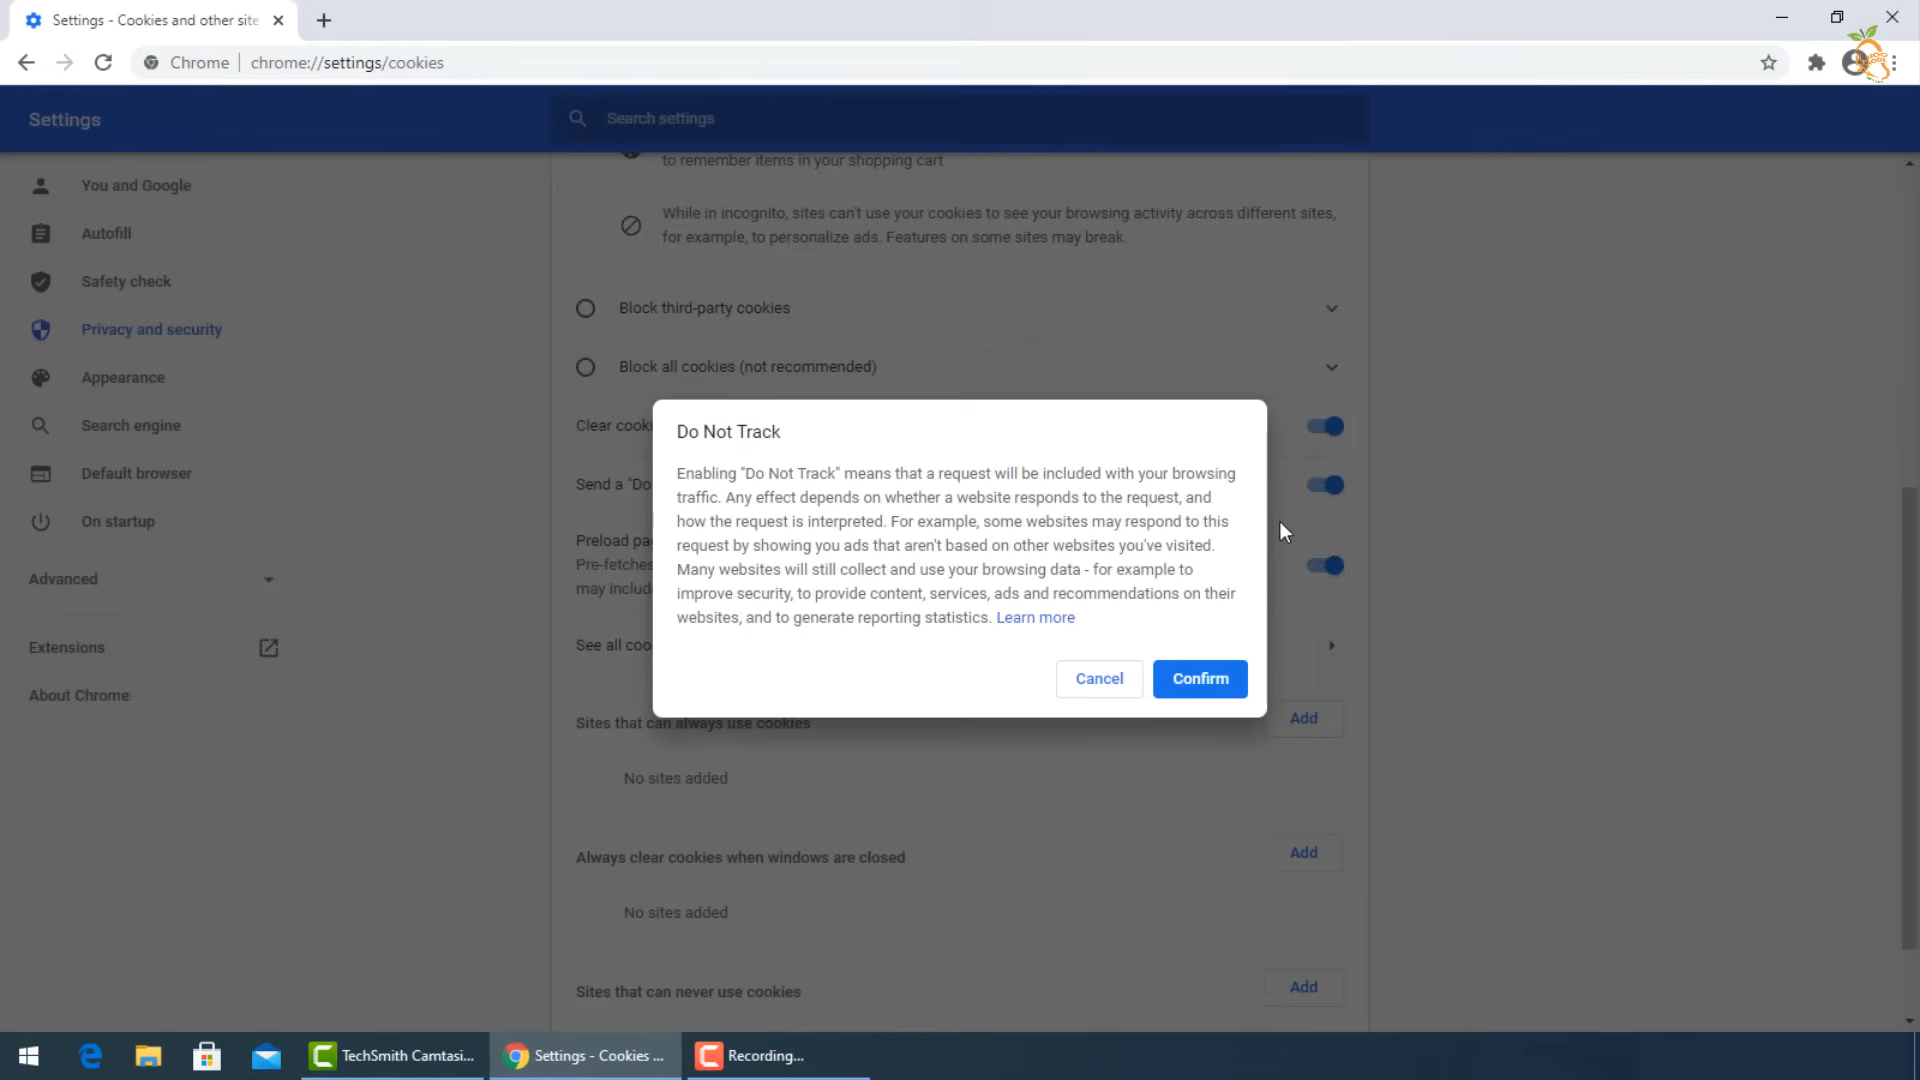 Settings - Cookies and other site
Chrome | chrome://settings/cookies
Settings
Search settings
You and Google
Autofill
Safety check
Privacy and security
Appearance
Search engine
Default browser
On startup
Advanced
Extensions
About Chrome
to remember items in your shopping cart
While in incognito, sites can't use your cookies to see your browsing activity across different sites,
for example, to personalize ads. Features on some sites may break.
Block third-party cookies
Block all cookies (not recommended)
Clear cooki
Send a "Do
Preload pa
Pre-fetches
may includ
See all coo
Do Not Track
Enabling "Do Not Track" means that a request will be included with your browsing
traffic. Any effect depends on whether a website responds to the request, and
how the request is interpreted. For example, some websites may respond to this
request by showing you ads that aren't based on other websites you've visited.
Many websites will still collect and use your browsing data - for example to
improve security, to provide content, services, ads and recommendations on their
websites, and to generate reporting statistics. Learn more
Cancel
Confirm
Sites that can always use cookies
Add
No sites added
Always clear cookies when windows are closed
Add
No sites added
Sites that can never use cookies
Add
TechSmith Camtasi...
Settings - Cookies ...
Recording...